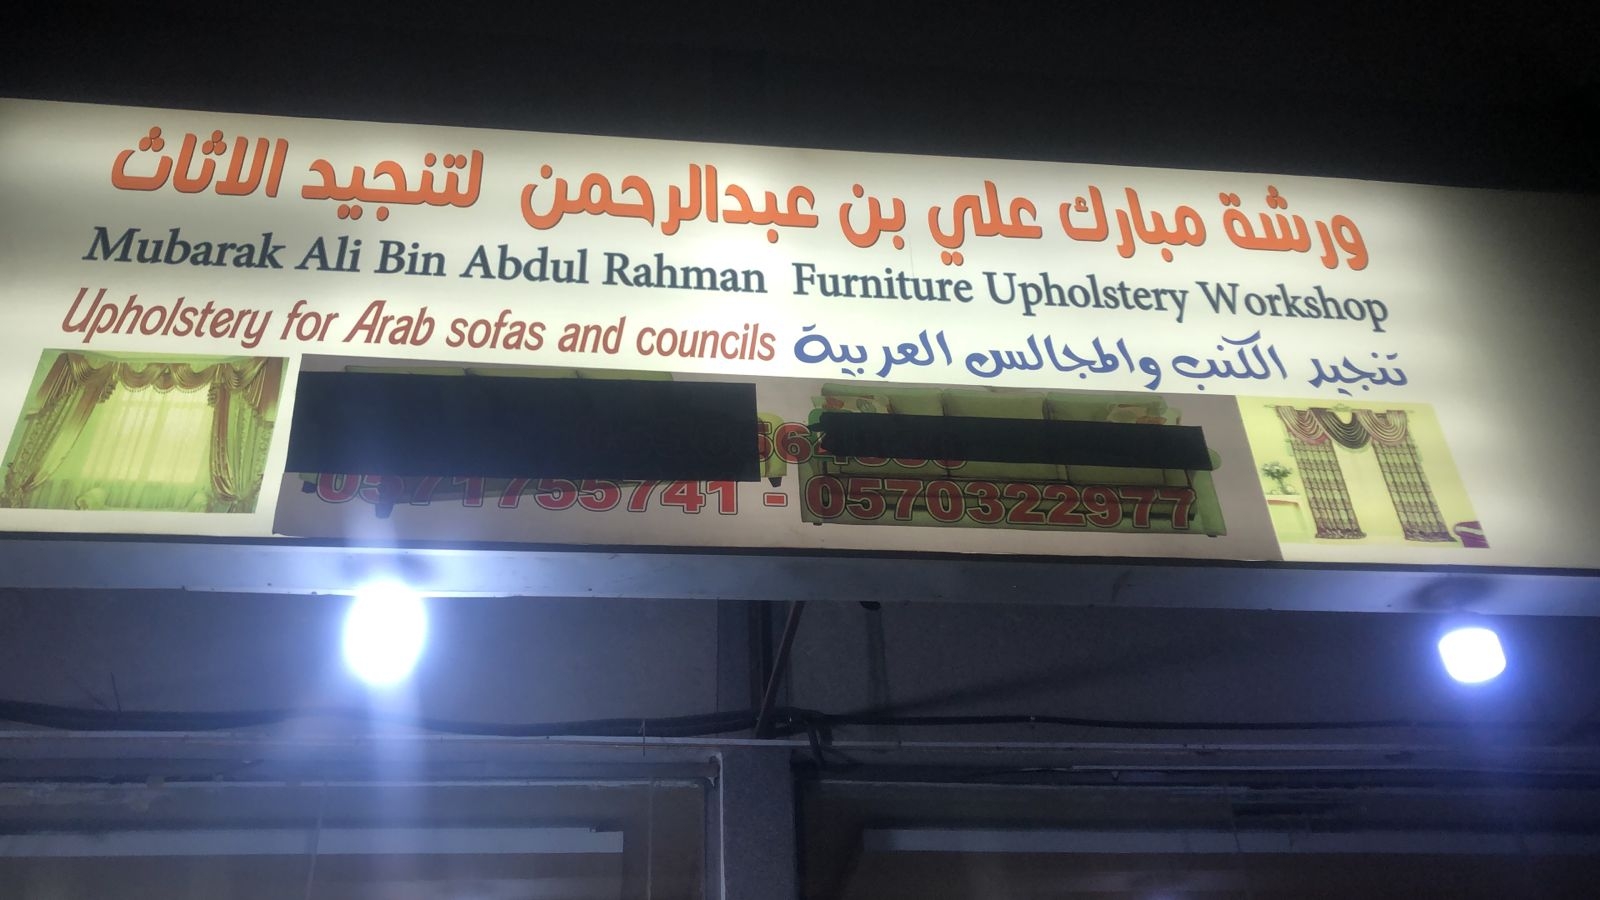 ورشة مبارك علي بن عبدالرحمن لتنجيد الاثاث
Mubarak Ali Bin Abdul Rahman Furniture Upholstery Workshop
Upholstery for Arab sofas and councils تنجيد الكنب والمجالس العربية
0571755741 - 0570322977